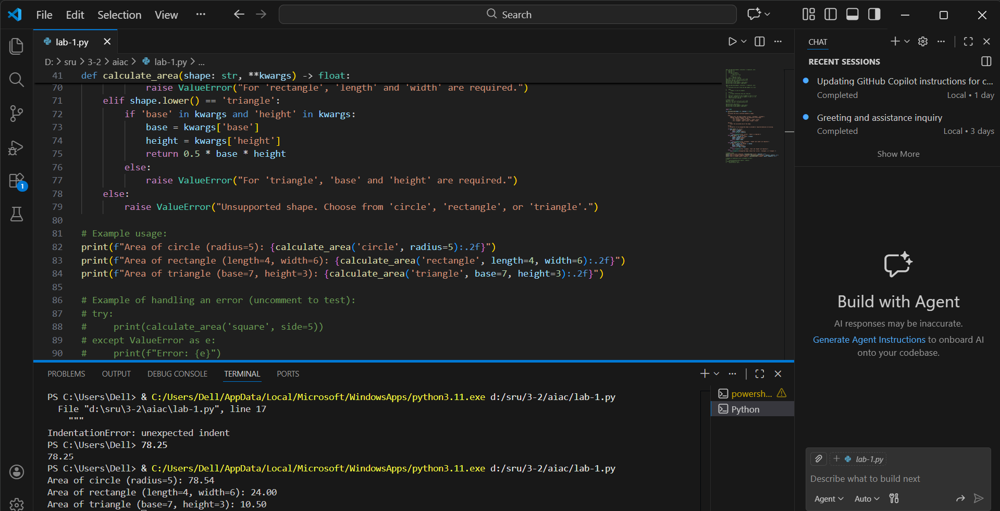 File Edit Selection View ··· Search
lab-1.py
D: > sru > 3-2 > aiac > lab-1.py > ...
41 def calculate_area(shape: str, **kwargs) -> float:
70             raise ValueError("For 'rectangle', 'length' and 'width' are required.")
71     elif shape.lower() == 'triangle':
72         if 'base' in kwargs and 'height' in kwargs:
73             base = kwargs['base']
74             height = kwargs['height']
75             return 0.5 * base * height
76         else:
77             raise ValueError("For 'triangle', 'base' and 'height' are required.")
78     else:
79         raise ValueError("Unsupported shape. Choose from 'circle', 'rectangle', or 'triangle'.")
80
81 # Example usage:
82 print(f"Area of circle (radius=5): {calculate_area('circle', radius=5):.2f}")
83 print(f"Area of rectangle (length=4, width=6): {calculate_area('rectangle', length=4, width=6):.2f}")
84 print(f"Area of triangle (base=7, height=3): {calculate_area('triangle', base=7, height=3):.2f}")
85
86 # Example of handling an error (uncomment to test):
87 # try:
88 #     print(calculate_area('square', side=5))
89 # except ValueError as e:
90 #     print(f"Error: {e}")
1
PROBLEMS OUTPUT DEBUG CONSOLE TERMINAL PORTS
PS C:\Users\Dell> & C:/Users/Dell/AppData/Local/Microsoft/WindowsApps/python3.11.exe d:/sru/3-2/aiac/lab-1.py
  File "d:\sru\3-2\aiac\lab-1.py", line 17
    """
IndentationError: unexpected indent
PS C:\Users\Dell> 78.25
78.25
PS C:\Users\Dell> & C:/Users/Dell/AppData/Local/Microsoft/WindowsApps/python3.11.exe d:/sru/3-2/aiac/lab-1.py
Area of circle (radius=5): 78.54
Area of rectangle (length=4, width=6): 24.00
Area of triangle (base=7, height=3): 10.50
powersh...
Python
CHAT
RECENT SESSIONS
Updating GitHub Copilot instructions for c...
Completed Local • 1 day
Greeting and assistance inquiry
Completed Local • 3 days
Show More
Build with Agent
AI responses may be inaccurate.
Generate Agent Instructions to onboard AI
onto your codebase.
lab-1.py
Describe what to build next
Agent Auto